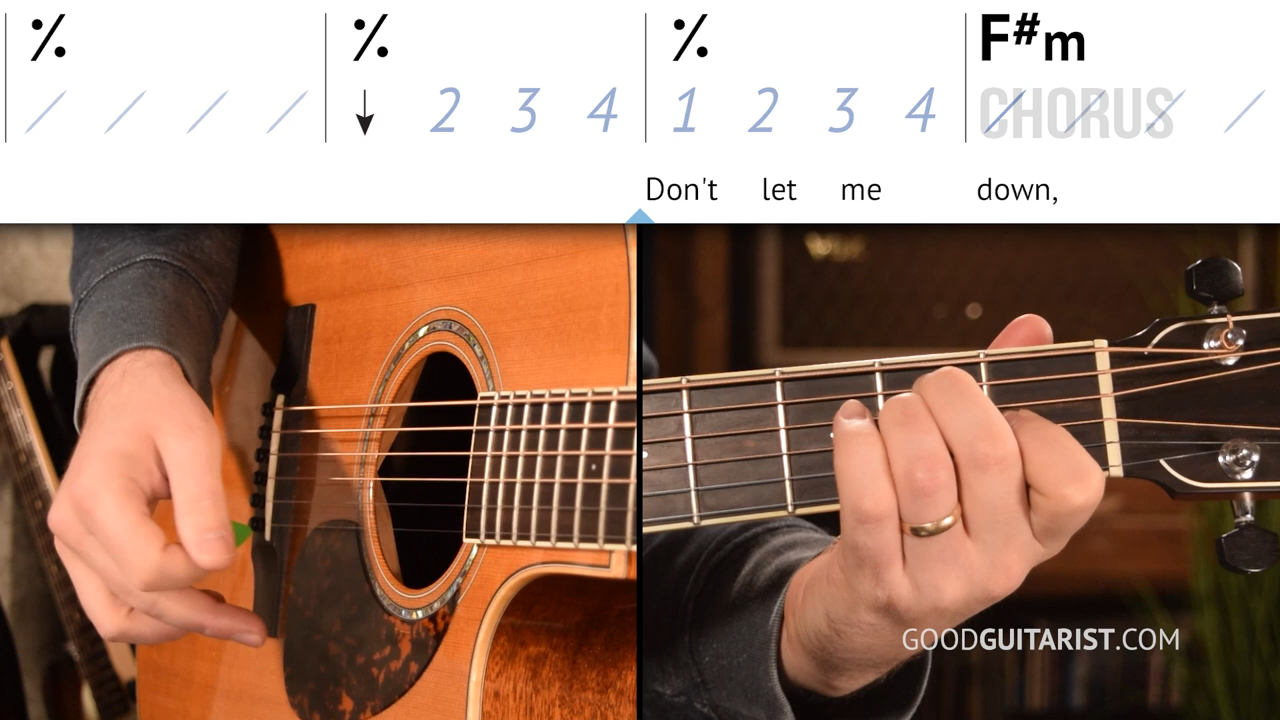 ٪ ٪ ٪ F#m
2 3 4 1 2 3 4 CHORUS
Don't let me down,
GOODGUITARIST.COM